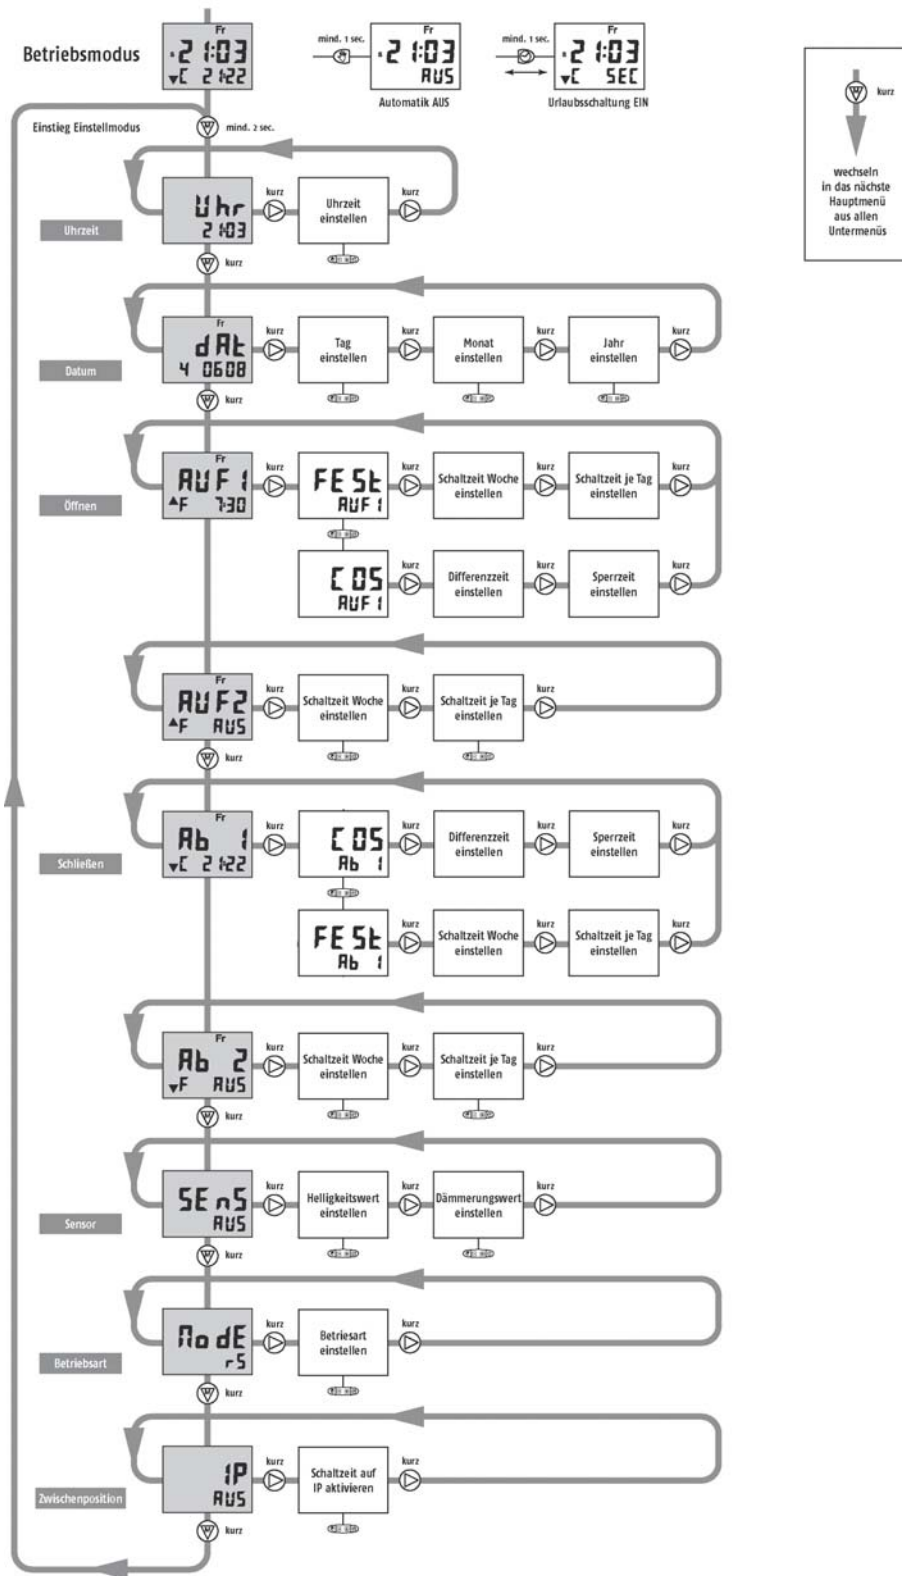 Betriebsmodus
Fr
21:03
▼C 21:22
mind. 1 sec.
21:03
AUS
Automatik AUS
mind. 1 sec.
Fr
21:03
▼C SEC
Urlaubsschaltung EIN
kurz
wechseln
in das nächste
Hauptmenü
aus allen
Untermenüs
Einstieg Einstellmodus
M
mind. 2 sec.
Uhrzeit
Uhr
21:03
kurz
Uhrzeit
einstellen
kurz
kurz
Datum
Fr
dAt
4 0608
kurz
Tag
einstellen
kurz
Monat
einstellen
kurz
Jahr
einstellen
kurz
kurz
Öffnen
Fr
AUF1
▲F 7:30
kurz
FESt
AUF1
kurz
Schaltzeit Woche
einstellen
kurz
Schaltzeit je Tag
einstellen
kurz
COS
AUF1
kurz
Differenzzeit
einstellen
kurz
Sperrzeit
einstellen
kurz
Fr
AUF2
▲F AUS
kurz
Schaltzeit Woche
einstellen
kurz
Schaltzeit je Tag
einstellen
kurz
kurz
Schließen
Fr
Ab 1
▼C 21:22
kurz
COS
Ab 1
kurz
Differenzzeit
einstellen
kurz
Sperrzeit
einstellen
kurz
FESt
Ab 1
kurz
Schaltzeit Woche
einstellen
kurz
Schaltzeit je Tag
einstellen
kurz
Fr
Ab 2
▼F AUS
kurz
Schaltzeit Woche
einstellen
kurz
Schaltzeit je Tag
einstellen
kurz
kurz
Sensor
SEnS
AUS
kurz
Helligkeitswert
einstellen
kurz
Dämmerungswert
einstellen
kurz
kurz
Betriebsart
ModE
rS
kurz
Betriesart
einstellen
kurz
kurz
Zwischenposition
IP
AUS
kurz
Schaltzeit auf
IP aktivieren
kurz
kurz